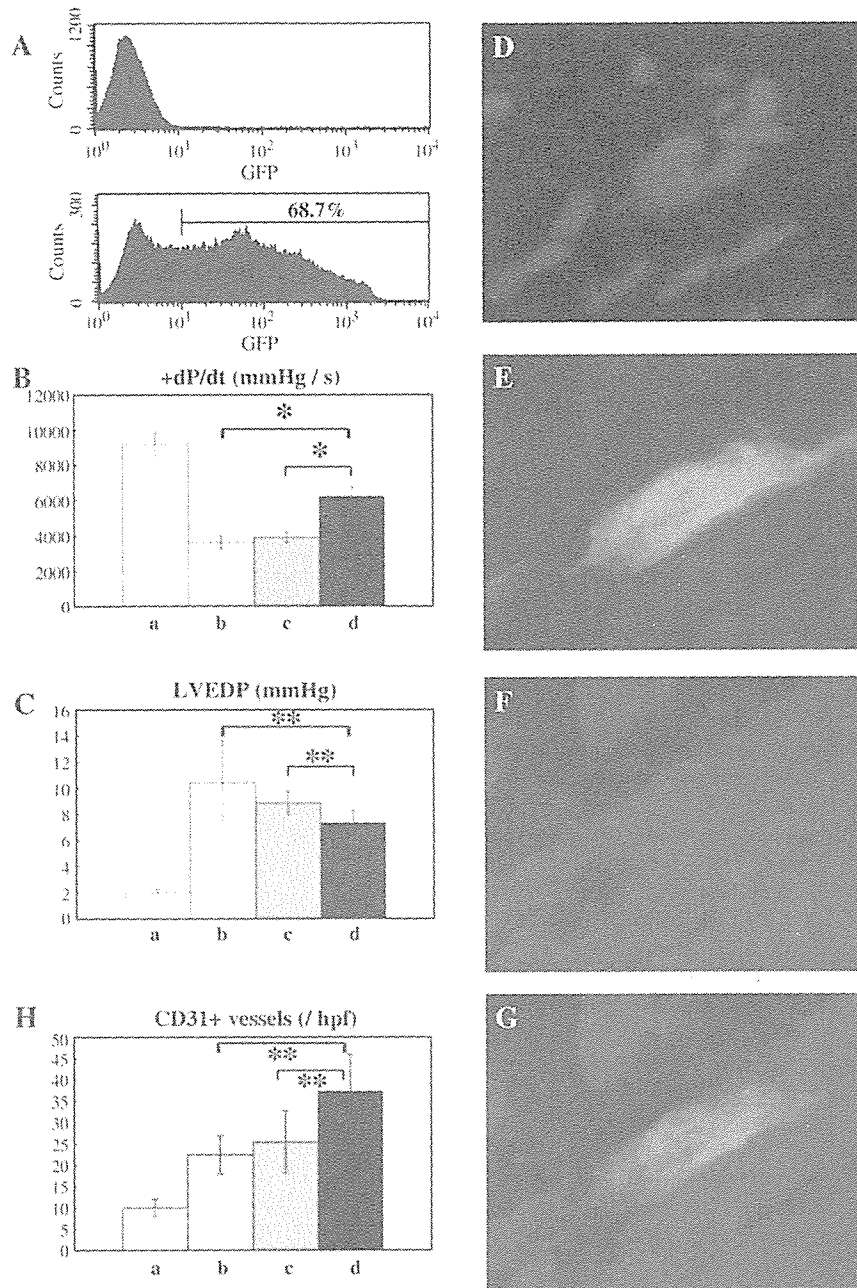 A
1200
Counts
0
10^0 10^1 10^2 10^3 10^4
GFP
300
68.7%
Counts
0
10^0 10^1 10^2 10^3 10^4
GFP
B
+dP/dt (mmHg / s)
12000
10000
8000
6000
4000
2000
0
*
*
a b c d
C
LVEDP (mmHg)
16
14
12
10
8
6
4
2
0
**
**
a b c d
H
CD31+ vessels (/ hpf)
50
45
40
35
30
25
20
15
10
5
0
**
**
a b c d
D
E
F
G